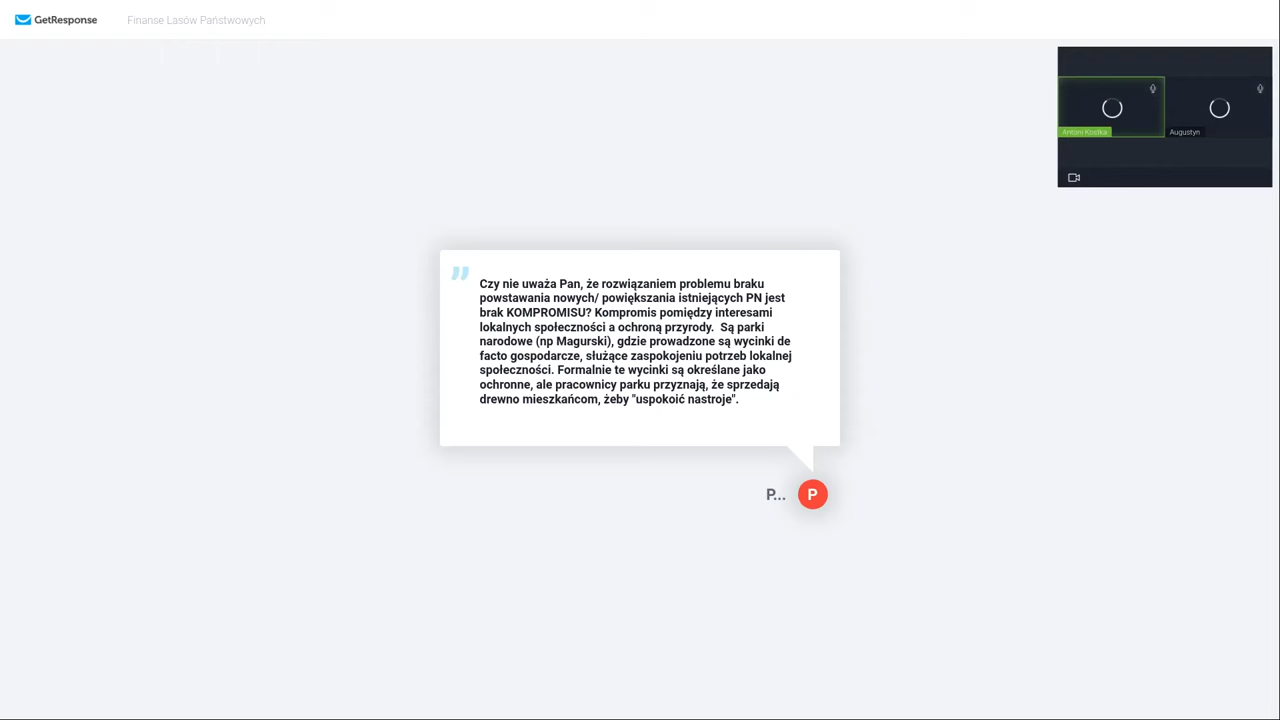 GetResponse
Finanse Lasów Państwowych
Antoni Kostka
Augustyn
Czy nie uważa Pan, że rozwiązaniem problemu braku
powstawania nowych/ powiększania istniejących PN jest
brak KOMPROMISU? Kompromis pomiędzy interesami
lokalnych społeczności a ochroną przyrody.  Są parki
narodowe (np Magurski), gdzie prowadzone są wycinki de
facto gospodarcze, służące zaspokojeniu potrzeb lokalnej
społeczności. Formalnie te wycinki są określane jako
ochronne, ale pracownicy parku przyznają, że sprzedają
drewno mieszkańcom, żeby "uspokoić nastroje".
P... P